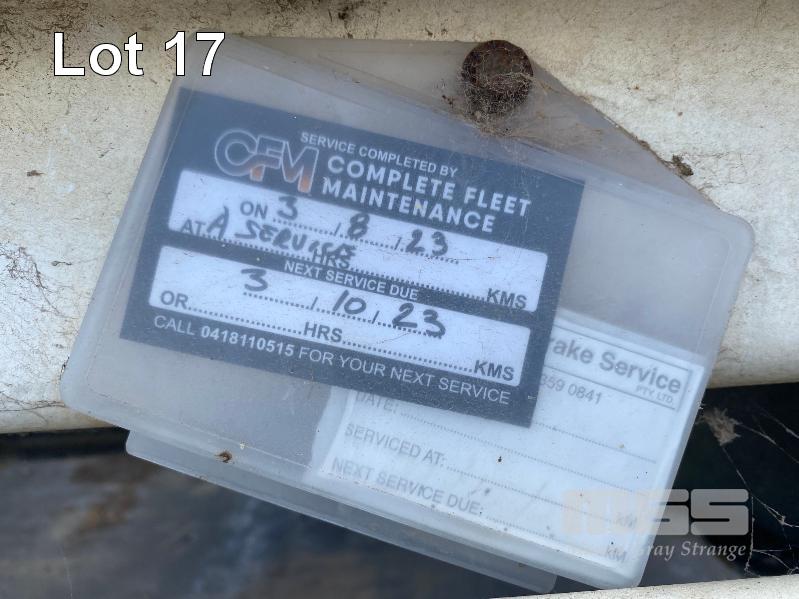 Lot 17
CFM
SERVICE COMPLETED BY
COMPLETE FLEET
MAINTENANCE
ON 3 / 8 / 23
AT A SERVICE HRS KMS
NEXT SERVICE DUE
3 / 10 / 23
OR HRS KMS
CALL 0418110515 FOR YOUR NEXT SERVICE
rake Service
PTY. LTD.
359 0841
DATE:
SERVICED AT: KM
NEXT SERVICE DUE: KM
mss
Gray Strange